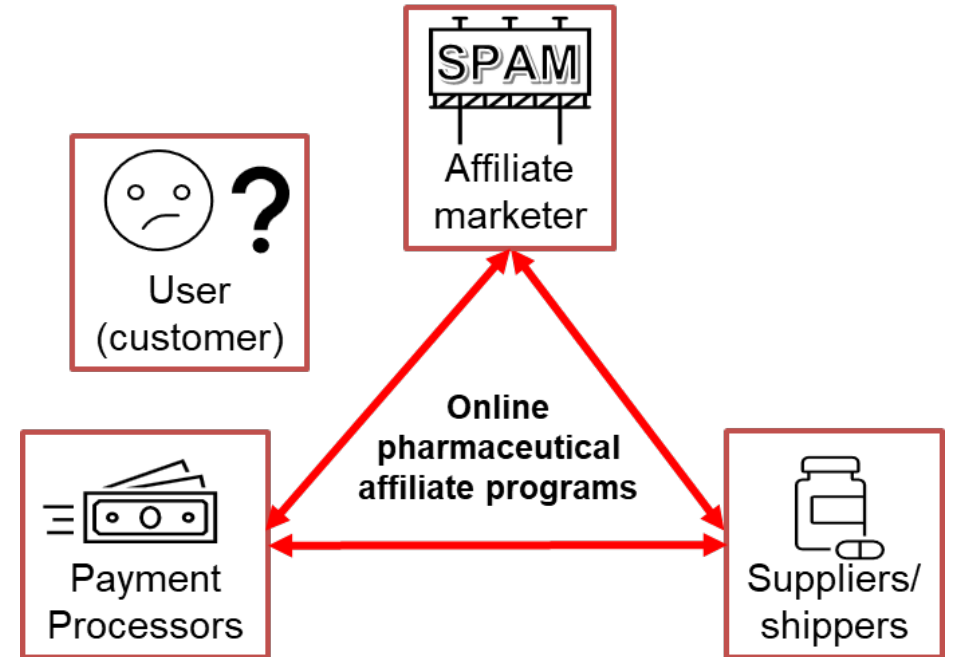 SPAM
Affiliate
marketer
?
User
(customer)
Online
pharmaceutical
affiliate programs
Payment
Processors
Suppliers/
shippers